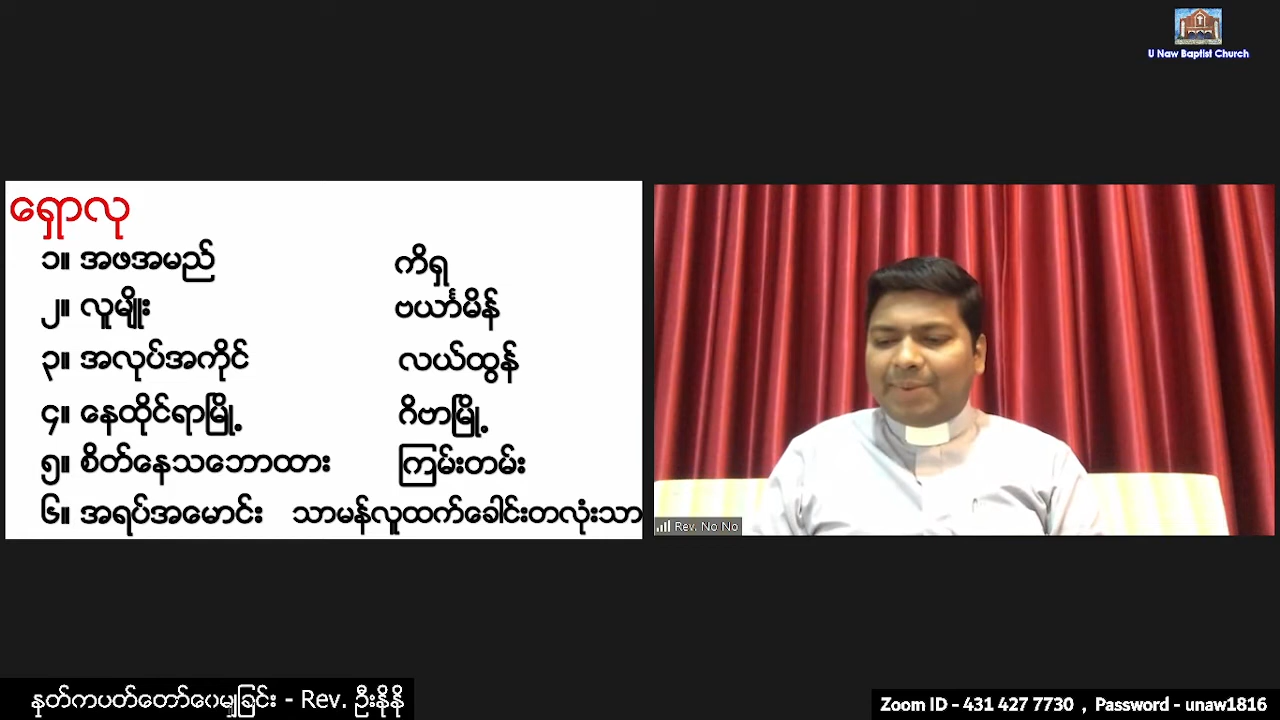 U Naw Baptist Church
ရှောလု
၁။ အဖအမည် ကိရှ
၂။ လူမျိုး ဗယာၤမိန်
၃။ အလုပ်အကိုင် လယ်ထွန်
၄။ နေထိုင်ရာမြို့ ဂိဗာမြို့
၅။ စိတ်နေသဘောထား ကြမ်းတမ်း
၆။ အရပ်အမောင်း သာမန်လူထက်ခေါင်းတလုံးသာ
Rev. No No
နှုတ်ကပတ်တော်ဝေမျှခြင်း - Rev. ဦးနိုနို
Zoom ID - 431 427 7730 , Password - unaw1816